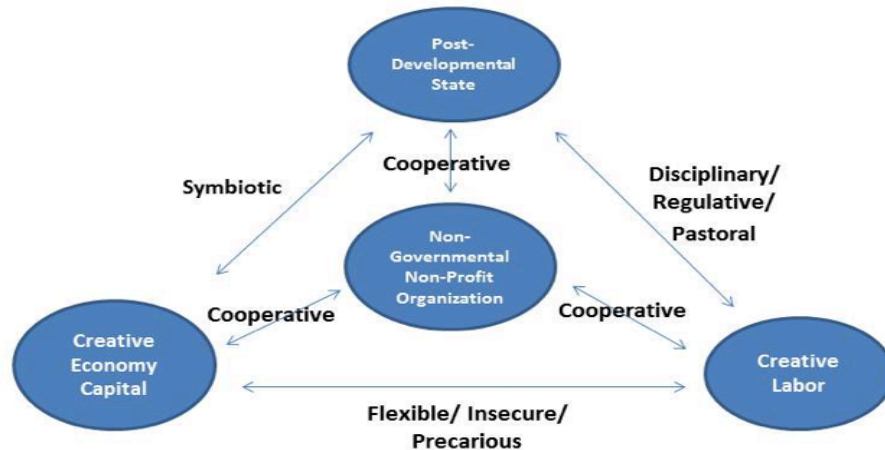 Post-
Developmental
State
Cooperative
Symbiotic
Disciplinary/
Regulative/
Pastoral
Non-
Governmental
Non-Profit
Organization
Cooperative
Cooperative
Creative
Economy
Capital
Creative
Labor
Flexible/ Insecure/
Precarious